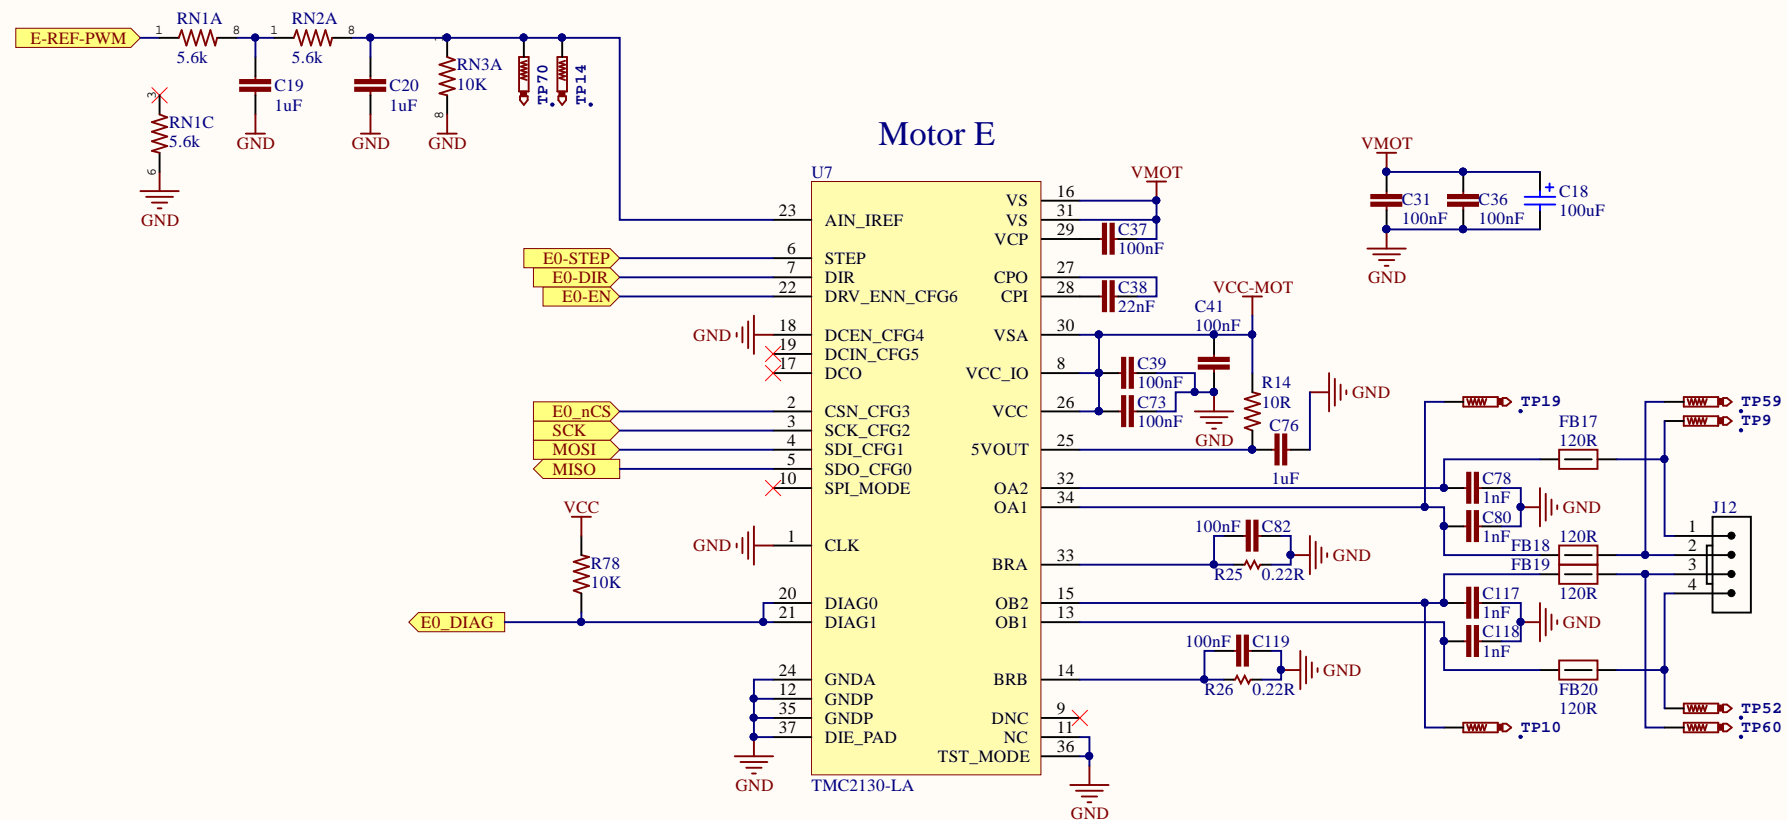 E-REF-PWM
1
RN1A
8
5.6k
1
RN2A
8
5.6k
C19
1uF
GND
C20
1uF
GND
RN3A
10K
8
GND
TP70
TP14
3
RN1C
5.6k
6
GND
Motor E
U7
TMC2130-LA
23 AIN_IREF
E0-STEP 6 STEP
E0-DIR 7 DIR
E0-EN 22 DRV_ENN_CFG6
GND 18 DCEN_CFG4
19 DCIN_CFG5
17 DCO
E0_nCS 2 CSN_CFG3
SCK 3 SCK_CFG2
MOSI 4 SDI_CFG1
MISO 5 SDO_CFG0
10 SPI_MODE
VCC
GND 1 CLK
R78
10K
20 DIAG0
E0_DIAG 21 DIAG1
24 GNDA
12 GNDP
35 GNDP
37 DIE_PAD
GND
VS 16
VS 31
VCP 29
VMOT
C37
100nF
CPO 27
CPI 28
C38
22nF
VCC-MOT
C41
100nF
VSA 30
VCC_IO 8
C39
100nF
VCC 26
C73
100nF
GND
R14
10R
GND
5VOUT 25
C76
1uF
OA2 32
OA1 34
BRA 33
100nF C82
R25 0.22R
GND
OB2 15
OB1 13
BRB 14
100nF C119
R26 0.22R
GND
DNC 9
NC 11
TST_MODE 36
GND
VMOT
C31
100nF
C36
100nF
+
C18
100uF
GND
TP19
TP59
TP9
FB17
120R
C78
1nF
C80
1nF
GND
FB18 120R
FB19
120R
C117
1nF
C118
1nF
GND
FB20
120R
J12
1
2
3
4
TP10
TP52
TP60